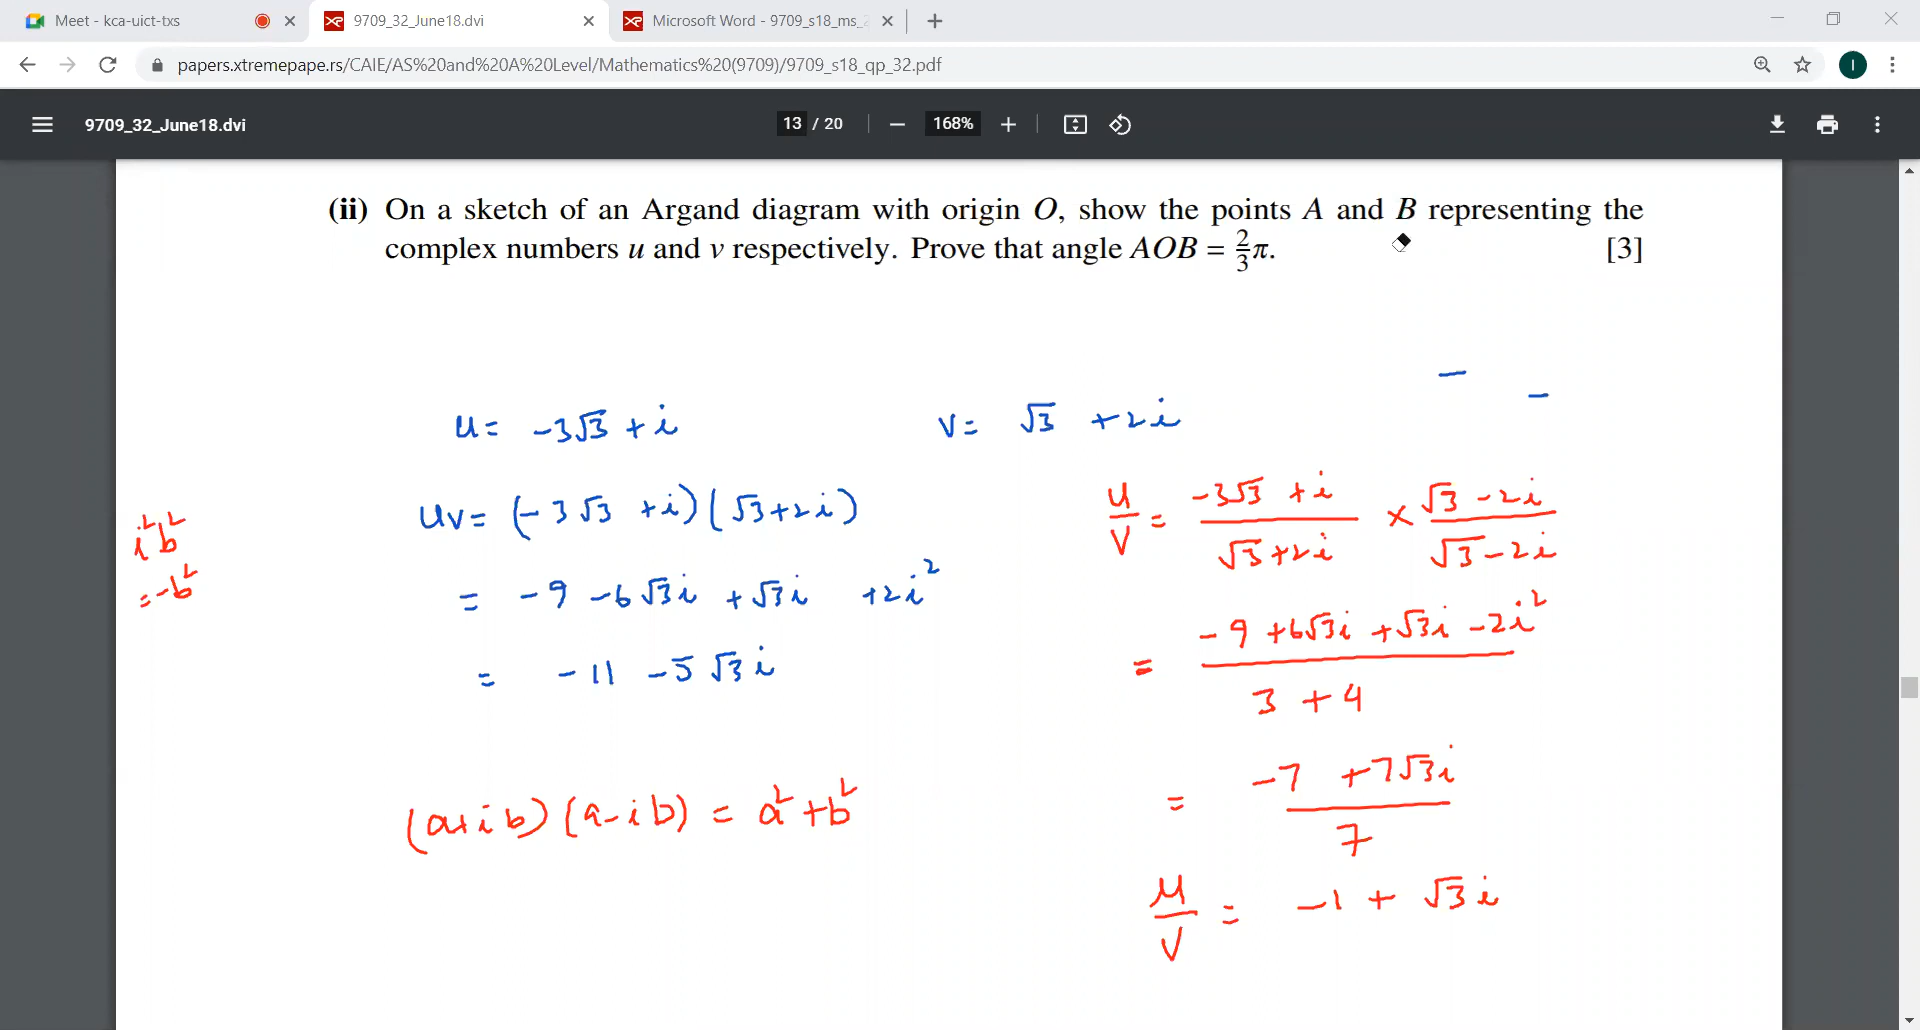 Meet - kca-uict-txs
9709_32_June18.dvi
Microsoft Word - 9709_s18_ms_
papers.xtremepape.rs/CAIE/AS%20and%20A%20Level/Mathematics%20(9709)/9709_s18_qp_32.pdf
I
9709_32_June18.dvi
13 / 20
168%
(ii) On a sketch of an Argand diagram with origin O, show the points A and B representing the
complex numbers u and v respectively. Prove that angle AOB = 2/3 π. [3]
u = -3√3 + i
v = √3 + 2i
uv = (-3√3 + i)(√3+2i)
= -9 -6√3i + √3i +2i²
= -11 -5√3i
i²b²
= -b²
(a+ib)(a-ib) = a²+b²
u/v = (-3√3 + i)/(√3+2i) × (√3 -2i)/(√3-2i)
= (-9 +6√3i +√3i -2i²)/(3 + 4)
= (-7 +7√3i)/7
u/v = -1 + √3i